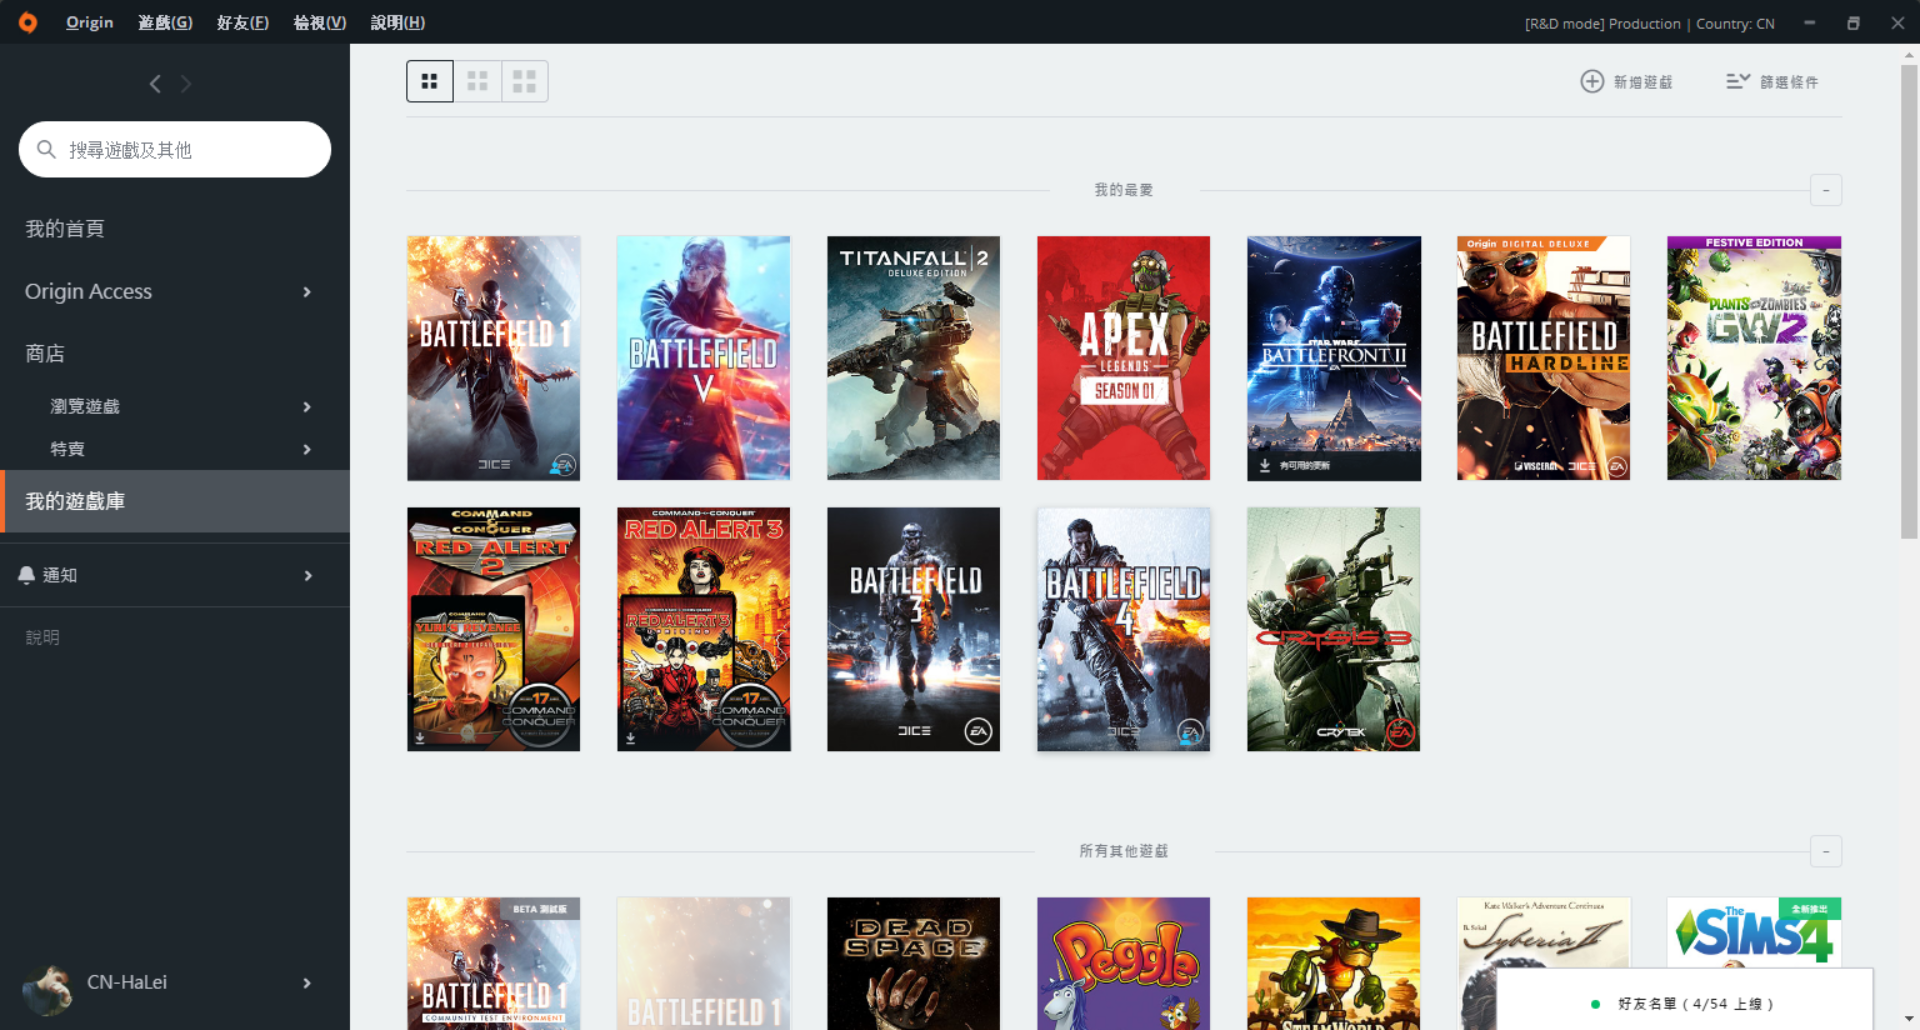 Origin 遊戲(G) 好友(F) 檢視(V) 說明(H)
[R&D mode] Production | Country: CN
搜尋遊戲及其他
我的首頁
Origin Access
商店
瀏覽遊戲
特賣
我的遊戲庫
通知
說明
CN-HaLei
新增遊戲
篩選條件
我的最愛
-
BATTLEFIELD 1
DICE
EA
BATTLEFIELD
V
TITANFALL | 2
DELUXE EDITION
APEX
LEGENDS
SEASON 01
STAR WARS
BATTLEFRONT II
EA
有可用的更新
Origin DIGITAL DELUXE
BATTLEFIELD
HARDLINE
VISCERAL DICE EA
FESTIVE EDITION
PLANTS VS ZOMBIES
GW2
COMMAND
&
CONQUER
RED ALERT
2
COMMAND
YURI'S REVENGE
17
COMMAND
CONQUER
COMMAND & CONQUER
RED ALERT 3
RED ALERT 3
UPRISING
17
COMMAND
CONQUER
BATTLEFIELD
3
DICE EA
BATTLEFIELD
4
DICE EA
CRYSIS 3
CRYTEK EA
所有其他遊戲
-
BETA 測試版
BATTLEFIELD 1
COMMUNITY TEST ENVIRONMENT
BATTLEFIELD 1
DEAD
SPACE
Peggle
STEAMWORLD
Kate Walker's Adventure Continues
B. Sokal
Syberia II
全新推出
The
SIMS 4
好友名單 ( 4/54 上線 )